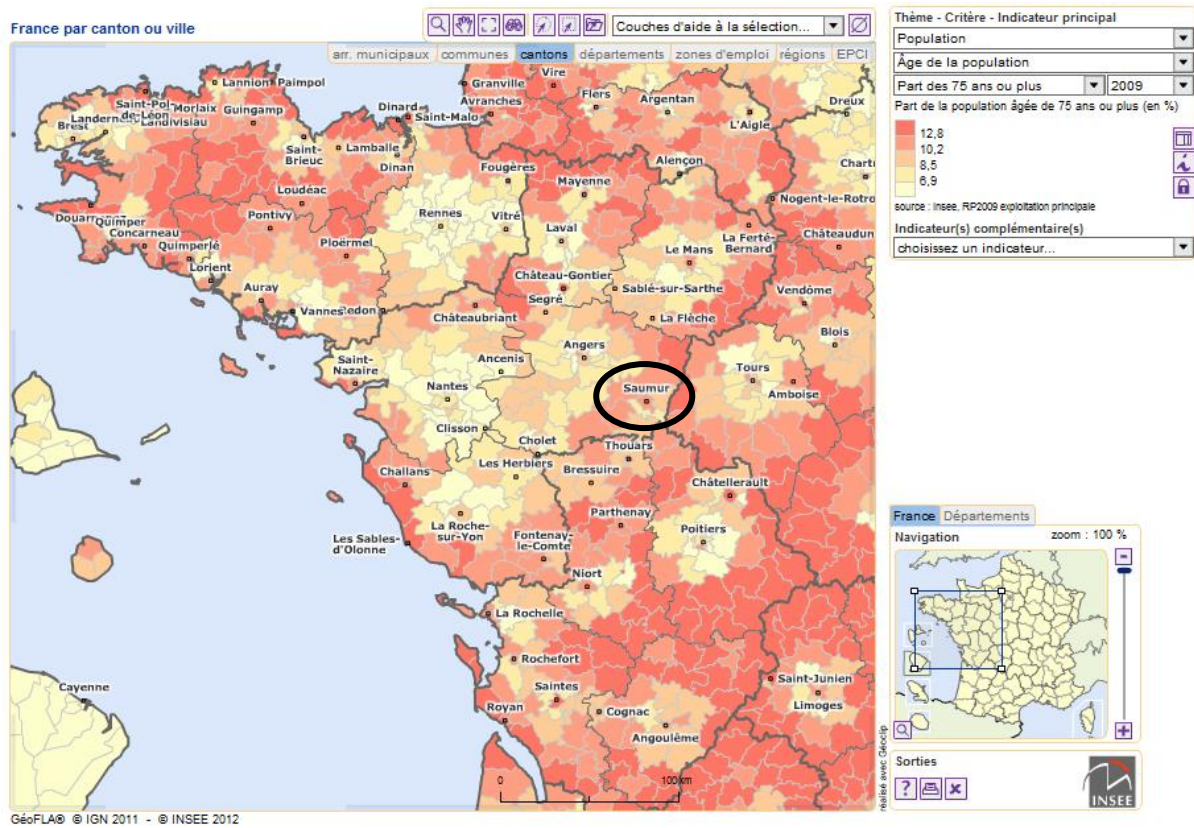 France par canton ou ville
Couches d'aide à la sélection...
arr. municipaux communes cantons départements zones d'emploi régions EPCI
Thème - Critère - Indicateur principal
Population
Âge de la population
Part des 75 ans ou plus 2009
Part de la population âgée de 75 ans ou plus (en %)
12,8
10,2
8,5
6,9
source : Insee, RP2009 exploitation principale
Indicateur(s) complémentaire(s)
choisissez un indicateur...
Lannion Paimpol
Granville
Vire
Flers
Argentan
Dreux
Saint-Pol-de-Léon
Morlaix
Guingamp
Dinard
Saint-Malo
Avranches
L'Aigle
Landerneau
Landivisiau
Brest
Saint-Brieuc
Lamballe
Dinan
Fougères
Alençon
Mayenne
Loudéac
Nogent-le-Rotro
Quimper
Concarneau
Pontivy
Rennes
Vitré
Laval
Le Mans
La Ferté-Bernard
Châteaudun
Quimperlé
Ploërmel
Lorient
Château-Gontier
Sablé-sur-Sarthe
Auray
Segré
Vendôme
Vannes
Redon
Châteaubriant
La Flèche
Blois
Angers
Saint-Nazaire
Ancenis
Tours
Nantes
Saumur
Amboise
Clisson
Cholet
Thouars
Challans
Les Herbiers
Bressuire
Châtellerault
Parthenay
La Roche-sur-Yon
Poitiers
Les Sables-d'Olonne
Fontenay-le-Comte
Niort
La Rochelle
Rochefort
Saint-Junien
Cayenne
Saintes
Limoges
Royan
Cognac
Angoulême
0 100 km
réalisé avec Géoclip
France Départements
Navigation zoom : 100 %
Sorties
INSEE
GéoFLA® © IGN 2011 - © INSEE 2012